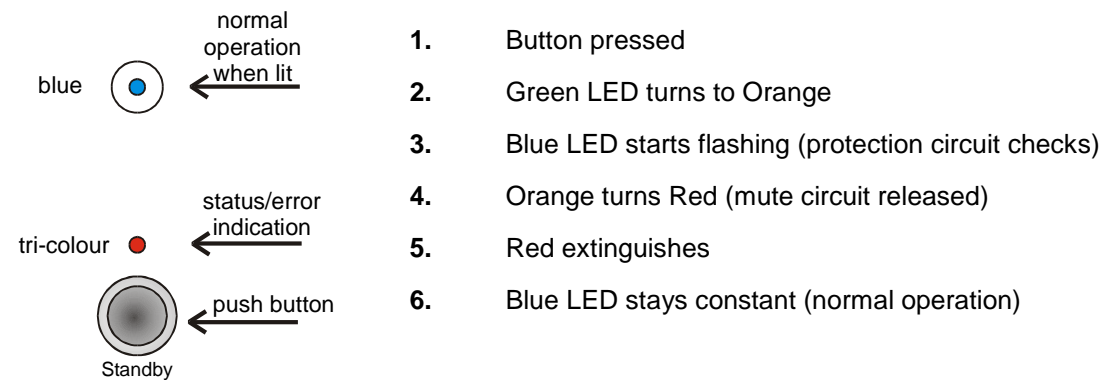 normal
operation
when lit
blue
status/error
indication
tri-colour
push button
Standby
1. Button pressed
2. Green LED turns to Orange
3. Blue LED starts flashing (protection circuit checks)
4. Orange turns Red (mute circuit released)
5. Red extinguishes
6. Blue LED stays constant (normal operation)